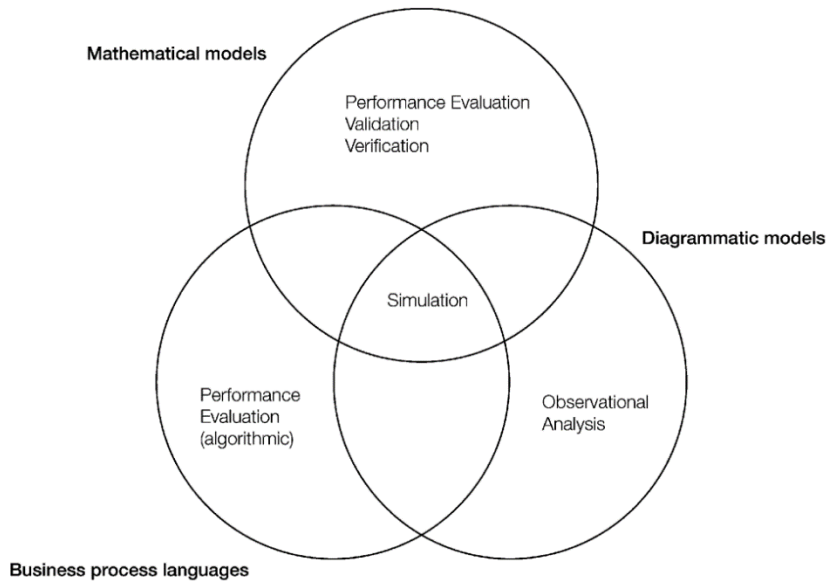 Mathematical models
Performance Evaluation
Validation
Verification
Diagrammatic models
Simulation
Performance
Evaluation
(algorithmic)
Observational
Analysis
Business process languages